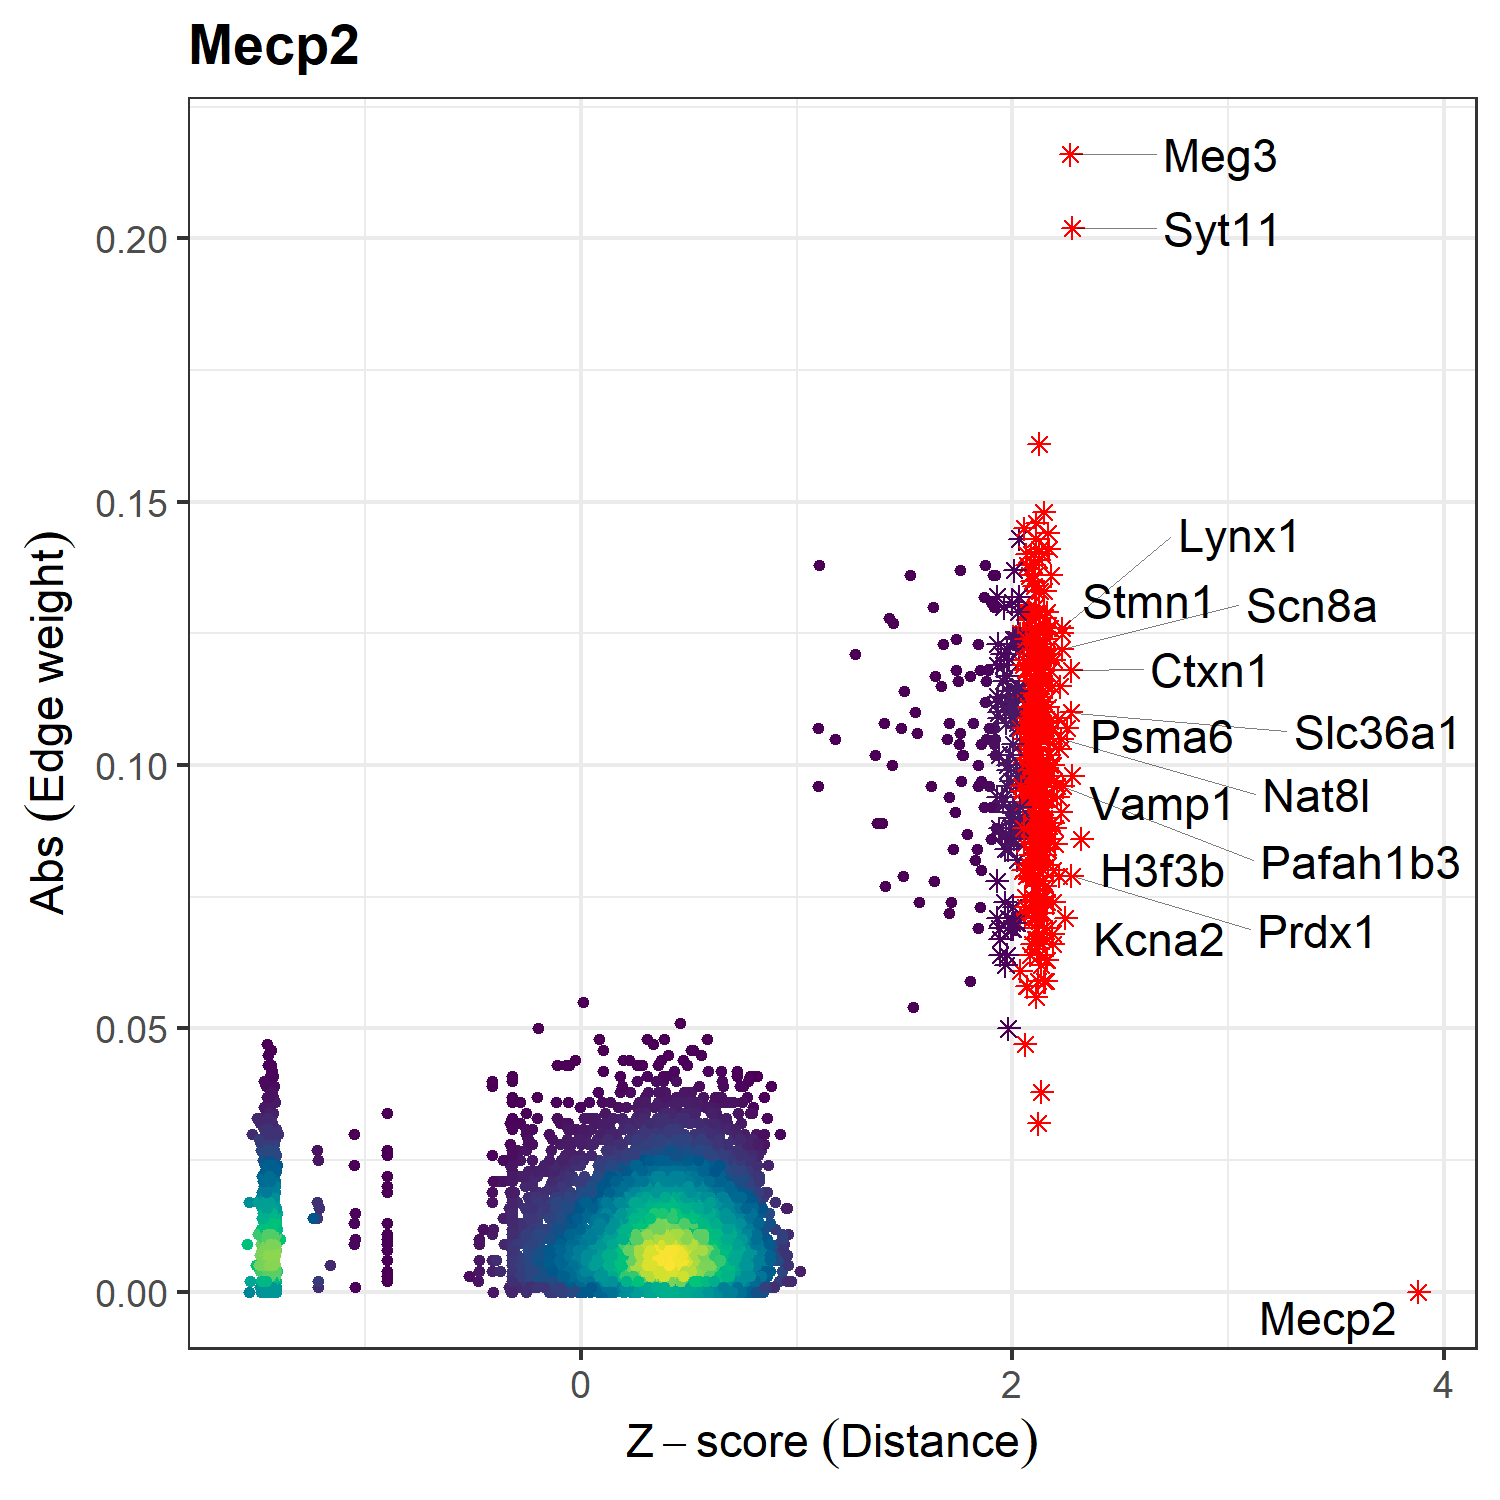 Mecp2
Meg3
Syt11
Lynx1
Stmn1
Scn8a
Ctxn1
Psma6
Slc36a1
Nat8l
Vamp1
Pafah1b3
H3f3b
Prdx1
Kcna2
Mecp2
0.20
0.15
0.10
0.05
0.00
0
2
4
Abs (Edge weight)
Z – score (Distance)